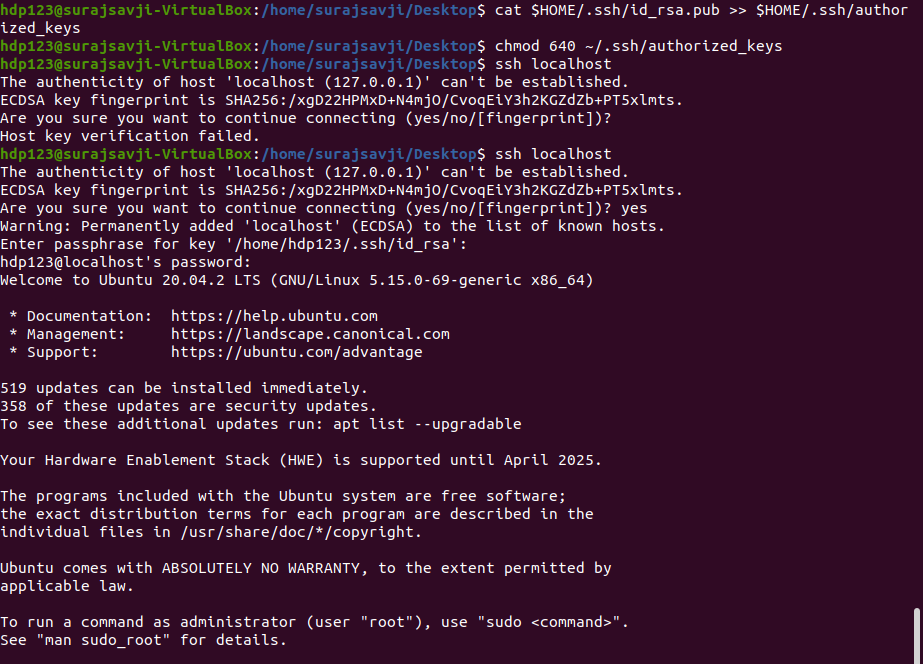 hdp123@surajsavji-VirtualBox:/home/surajsavji/Desktop$ cat $HOME/.ssh/id_rsa.pub >> $HOME/.ssh/author
ized_keys
hdp123@surajsavji-VirtualBox:/home/surajsavji/Desktop$ chmod 640 ~/.ssh/authorized_keys
hdp123@surajsavji-VirtualBox:/home/surajsavji/Desktop$ ssh localhost
The authenticity of host 'localhost (127.0.0.1)' can't be established.
ECDSA key fingerprint is SHA256:/xgD22HPMxD+N4mjO/CvoqEiY3h2KGZdZb+PT5xlmts.
Are you sure you want to continue connecting (yes/no/[fingerprint])?
Host key verification failed.
hdp123@surajsavji-VirtualBox:/home/surajsavji/Desktop$ ssh localhost
The authenticity of host 'localhost (127.0.0.1)' can't be established.
ECDSA key fingerprint is SHA256:/xgD22HPMxD+N4mjO/CvoqEiY3h2KGZdZb+PT5xlmts.
Are you sure you want to continue connecting (yes/no/[fingerprint])? yes
Warning: Permanently added 'localhost' (ECDSA) to the list of known hosts.
Enter passphrase for key '/home/hdp123/.ssh/id_rsa':
hdp123@localhost's password:
Welcome to Ubuntu 20.04.2 LTS (GNU/Linux 5.15.0-69-generic x86_64)

 * Documentation:  https://help.ubuntu.com
 * Management:     https://landscape.canonical.com
 * Support:        https://ubuntu.com/advantage

519 updates can be installed immediately.
358 of these updates are security updates.
To see these additional updates run: apt list --upgradable

Your Hardware Enablement Stack (HWE) is supported until April 2025.

The programs included with the Ubuntu system are free software;
the exact distribution terms for each program are described in the
individual files in /usr/share/doc/*/copyright.

Ubuntu comes with ABSOLUTELY NO WARRANTY, to the extent permitted by
applicable law.

To run a command as administrator (user "root"), use "sudo <command>".
See "man sudo_root" for details.